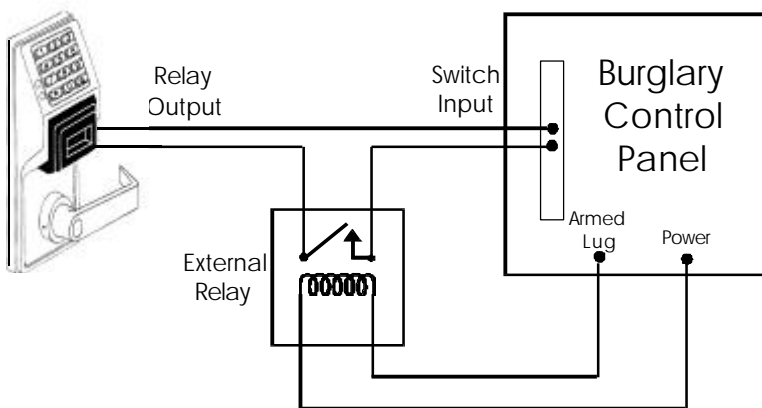 Relay
Output
Switch
Input
Burglary
Control
Panel
Armed
Lug
Power
External
Relay